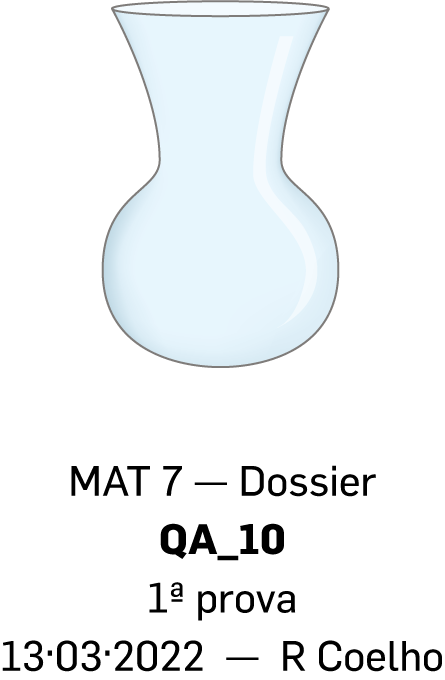 MAT 7 — Dossier
QA_10
1ª prova
13·03·2022 — R Coelho